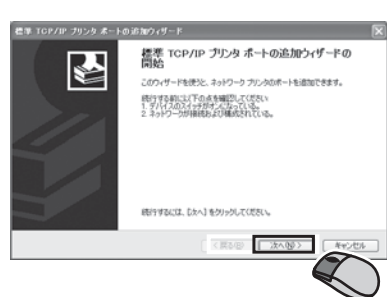 標準 TCP/IP プリンタ ポートの追加ウィザード
標準 TCP/IP プリンタ ポートの追加ウィザードの
開始
このウィザードを使うと、ネットワーク プリンタのポートを追加できます。
続行する前に以下の点を確認してください
1. デバイスのスイッチがオンになっている。
2. ネットワークが接続および構成されている。
続行するには、[次へ] をクリックしてください。
< 戻る(B)
次へ(N) >
キャンセル